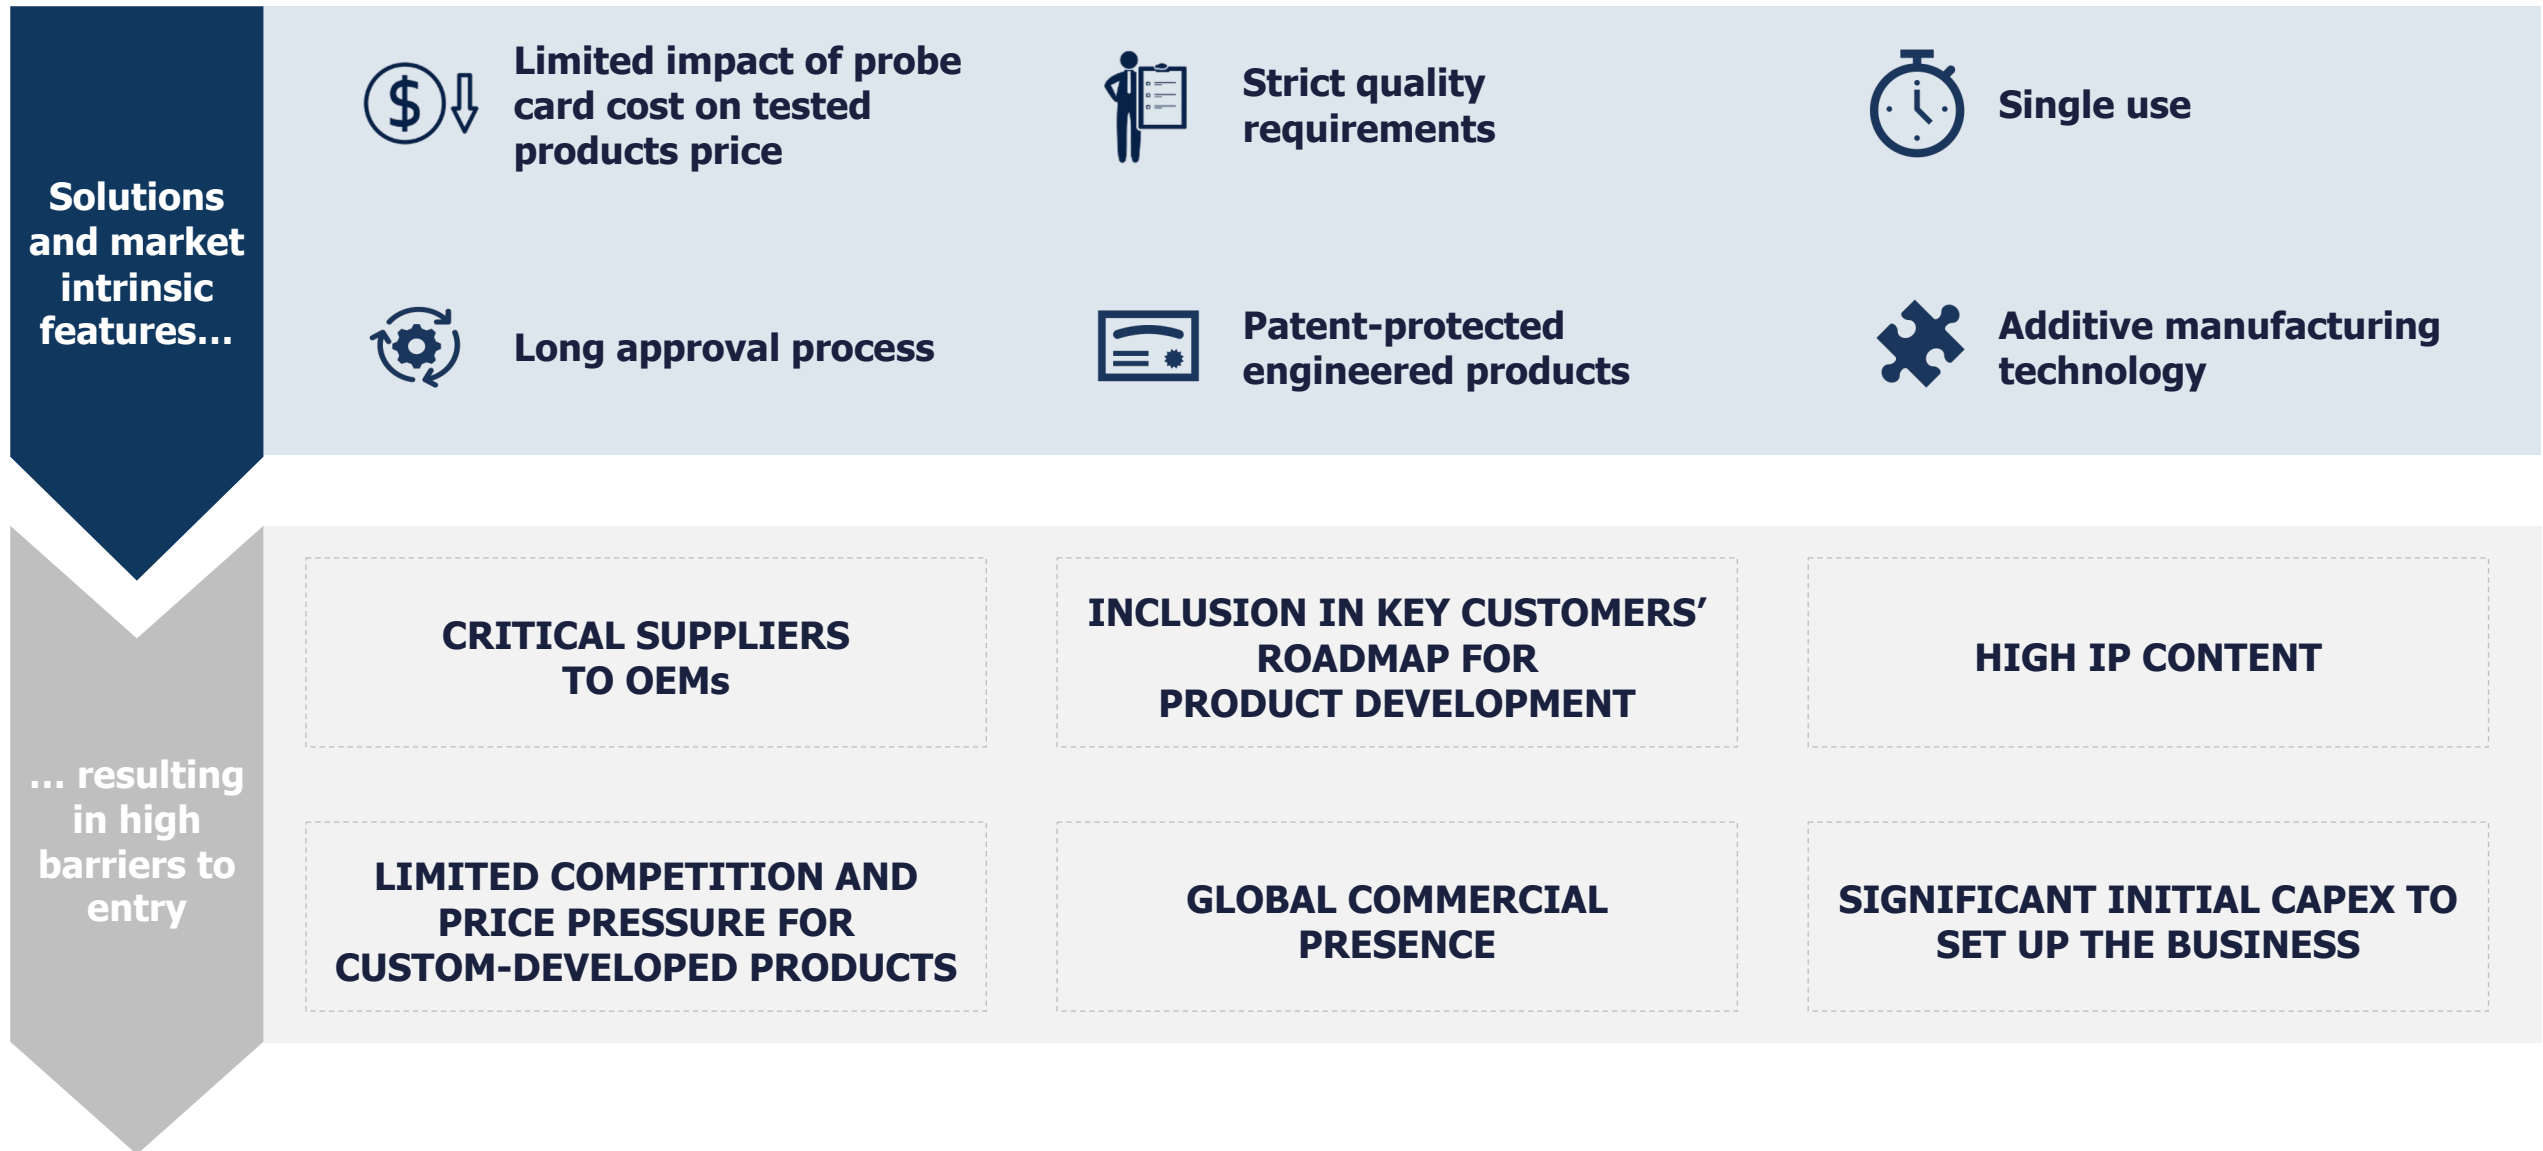 Solutions
and market
intrinsic
features...
Limited impact of probe
card cost on tested
products price
Strict quality
requirements
Single use
Long approval process
Patent-protected
engineered products
Additive manufacturing
technology
... resulting
in high
barriers to
entry
CRITICAL SUPPLIERS
TO OEMs
INCLUSION IN KEY CUSTOMERS’
ROADMAP FOR
PRODUCT DEVELOPMENT
HIGH IP CONTENT
LIMITED COMPETITION AND
PRICE PRESSURE FOR
CUSTOM-DEVELOPED PRODUCTS
GLOBAL COMMERCIAL
PRESENCE
SIGNIFICANT INITIAL CAPEX TO
SET UP THE BUSINESS